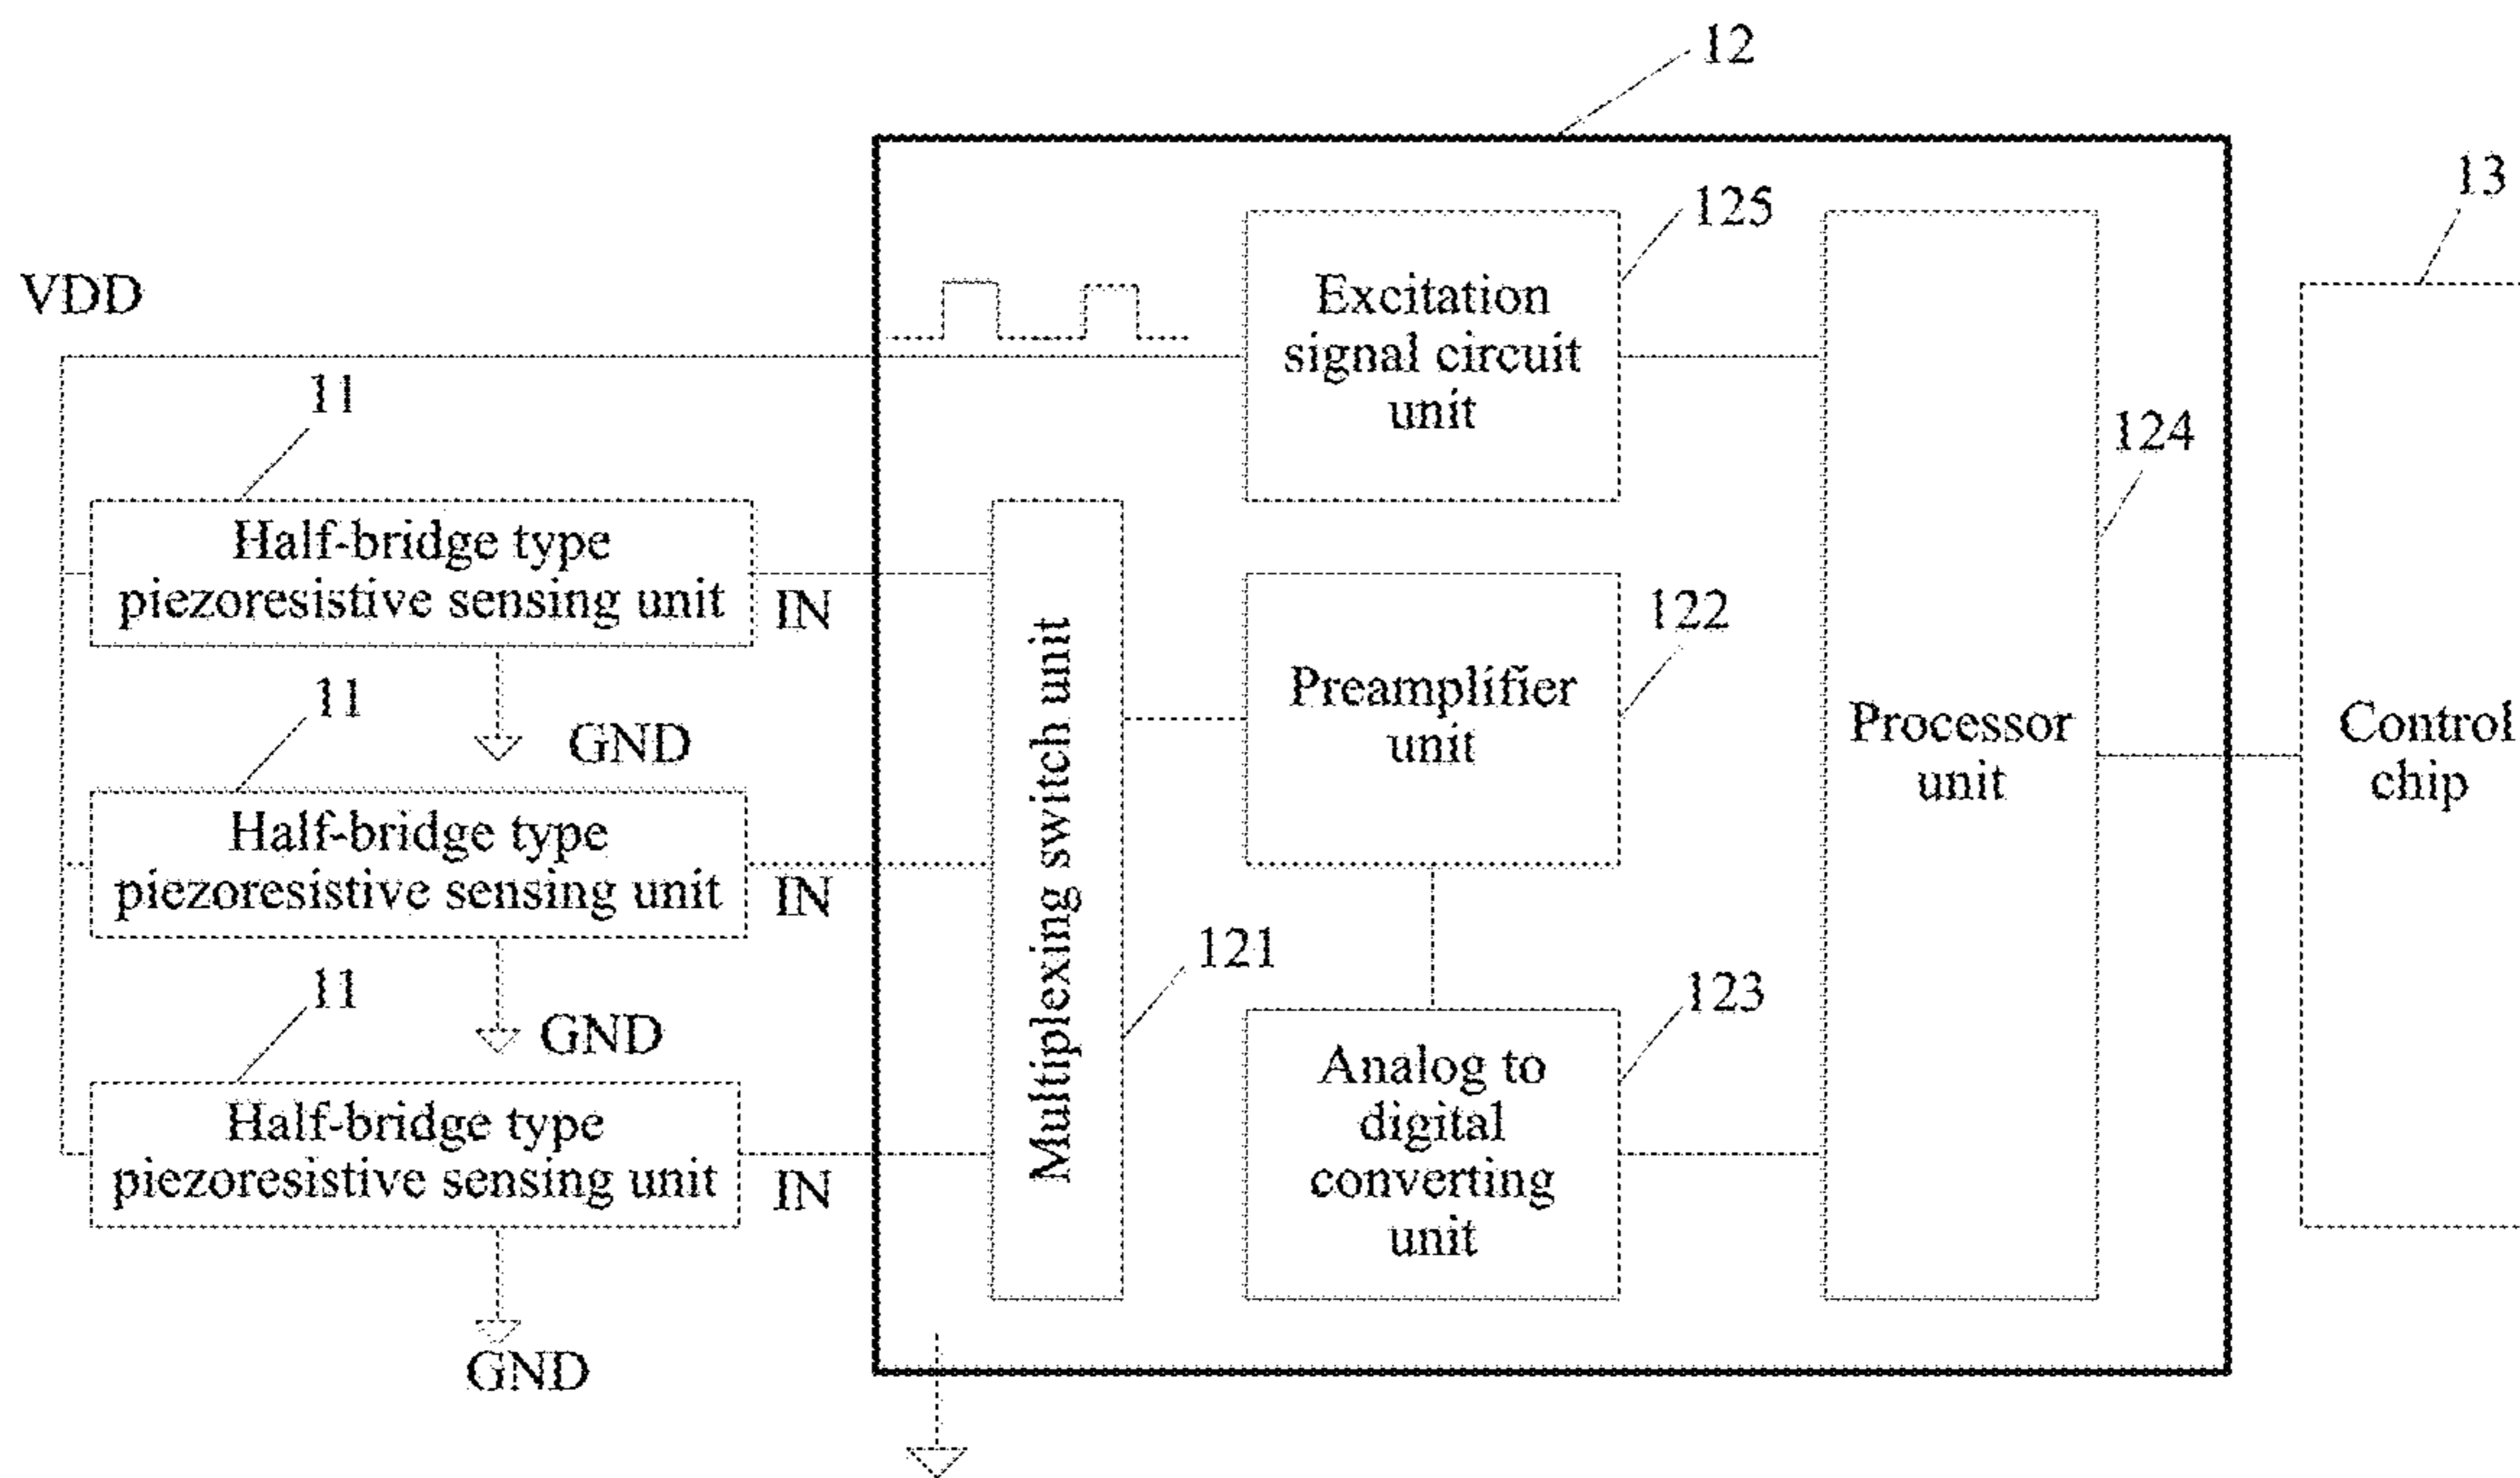 12
13
125
VDD
Excitation
signal circuit
unit
11
124
Half-bridge type
piezoresistive sensing unit
IN
122
Multiplexing switch unit
Preamplifier
unit
11
GND
Processor
unit
Control
chip
Half-bridge type
piezoresistive sensing unit
IN
121
11
123
GND
Analog to
digital
converting
unit
Half-bridge type
piezoresistive sensing unit
IN
GND